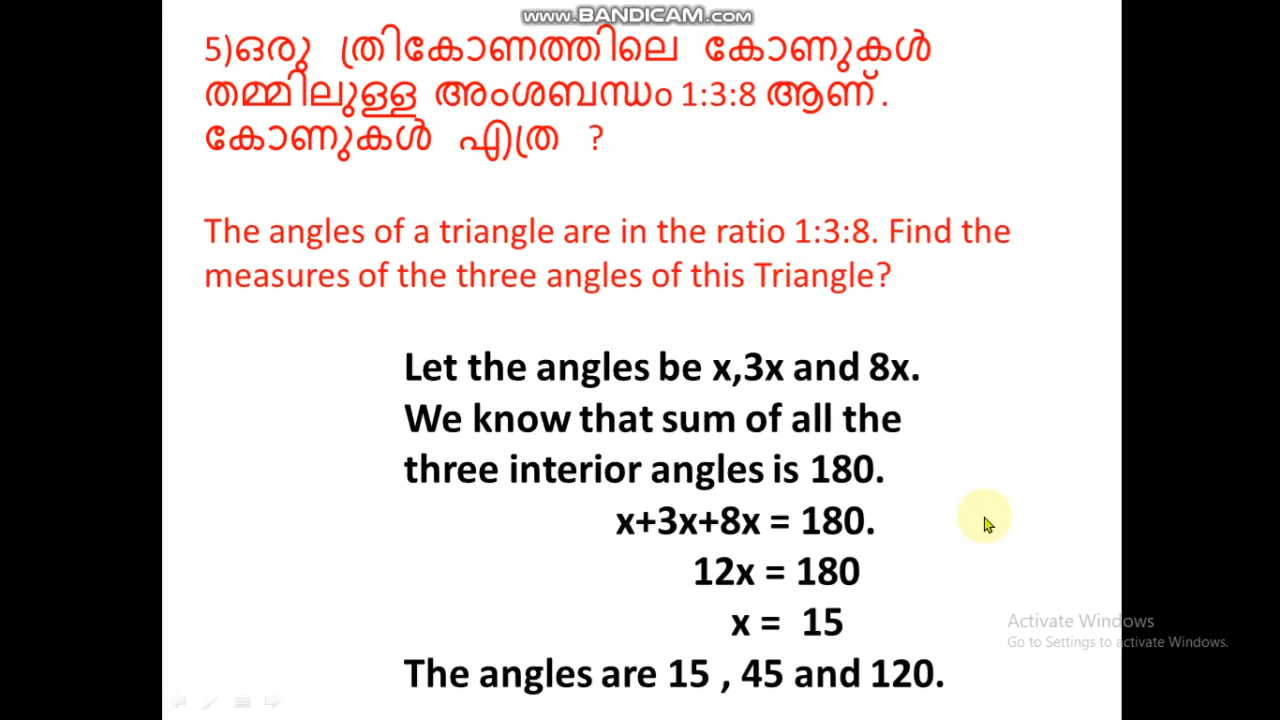 www.BANDICAM.com
5)ഒരു ത്രികോണത്തിലെ കോണുകൾ
തമ്മിലുള്ള അംശബന്ധം 1:3:8 ആണ്.
കോണുകൾ എത്ര ?
The angles of a triangle are in the ratio 1:3:8. Find the
measures of the three angles of this Triangle?
Let the angles be x,3x and 8x.
We know that sum of all the
three interior angles is 180.
x+3x+8x = 180.
12x = 180
x = 15
The angles are 15 , 45 and 120.
Activate Windows
Go to Settings to activate Windows.